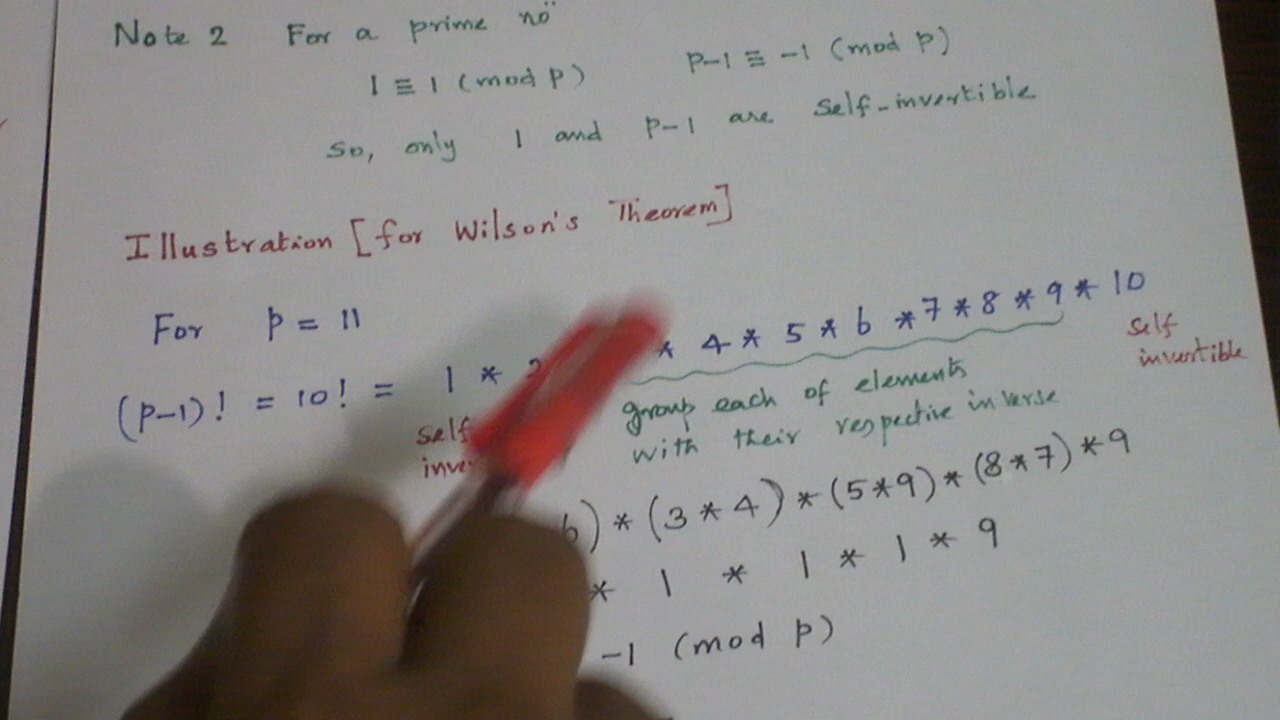 Note 2 For a prime no
1 ≡ 1 (mod p) p-1 ≡ -1 (mod p)
So, only 1 and p-1 are self-invertible
Illustration [for Wilson's Theorem]
For p = 11
(p-1)! = 10! = 1 * 2 * 4 * 5 * 6 * 7 * 8 * 9 * 10
self
invertible
group each of elements
with their respective inverse
self
inve
6) * (3 * 4) * (5*9) * (8*7) * 9
* 1 * 1 * 1 * 9
-1 (mod p)